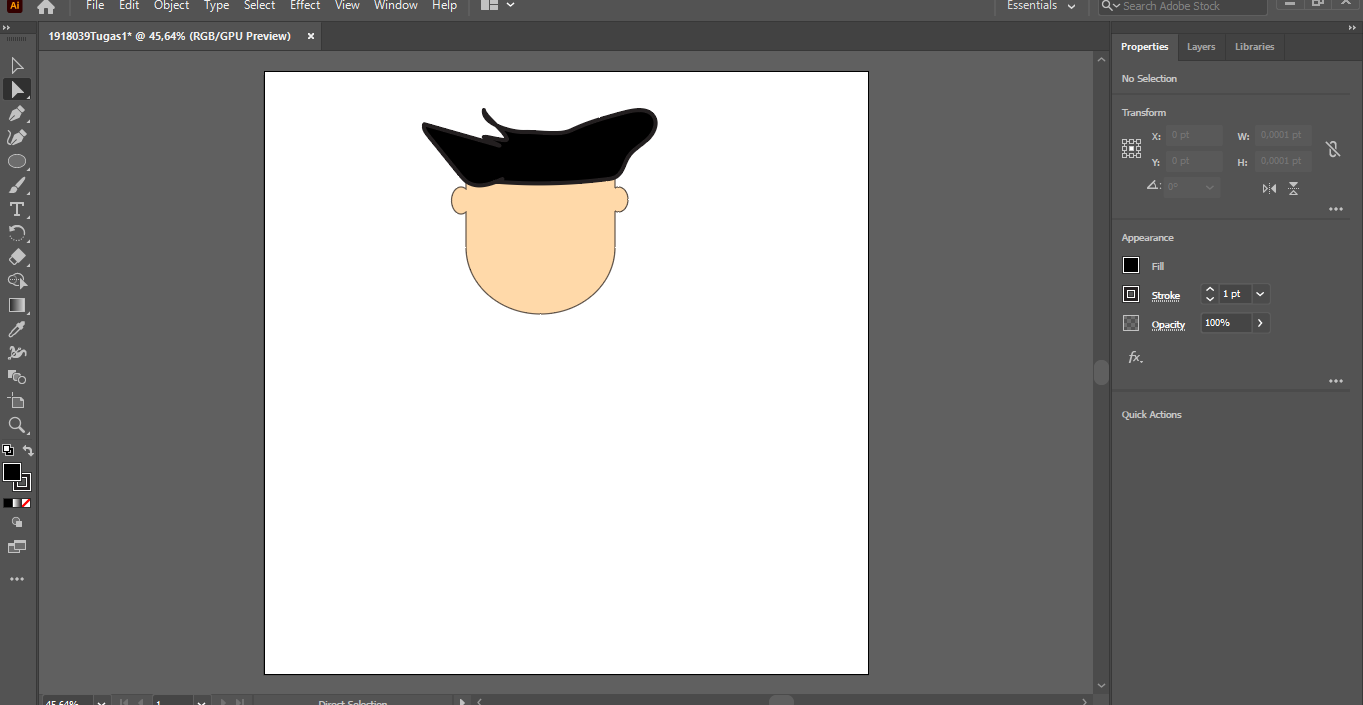 Ai File Edit Object Type Select Effect View Window Help Essentials Search Adobe Stock
1918039Tugas1* @ 45,64% (RGB/GPU Preview) ×
Properties Layers Libraries
No Selection
Transform
X: 0 pt W: 0,0001 pt
Y: 0 pt H: 0,0001 pt
0°
Appearance
Fill
Stroke 1 pt
Opacity 100%
fx.
Quick Actions
45,64% 1 Direct Selection